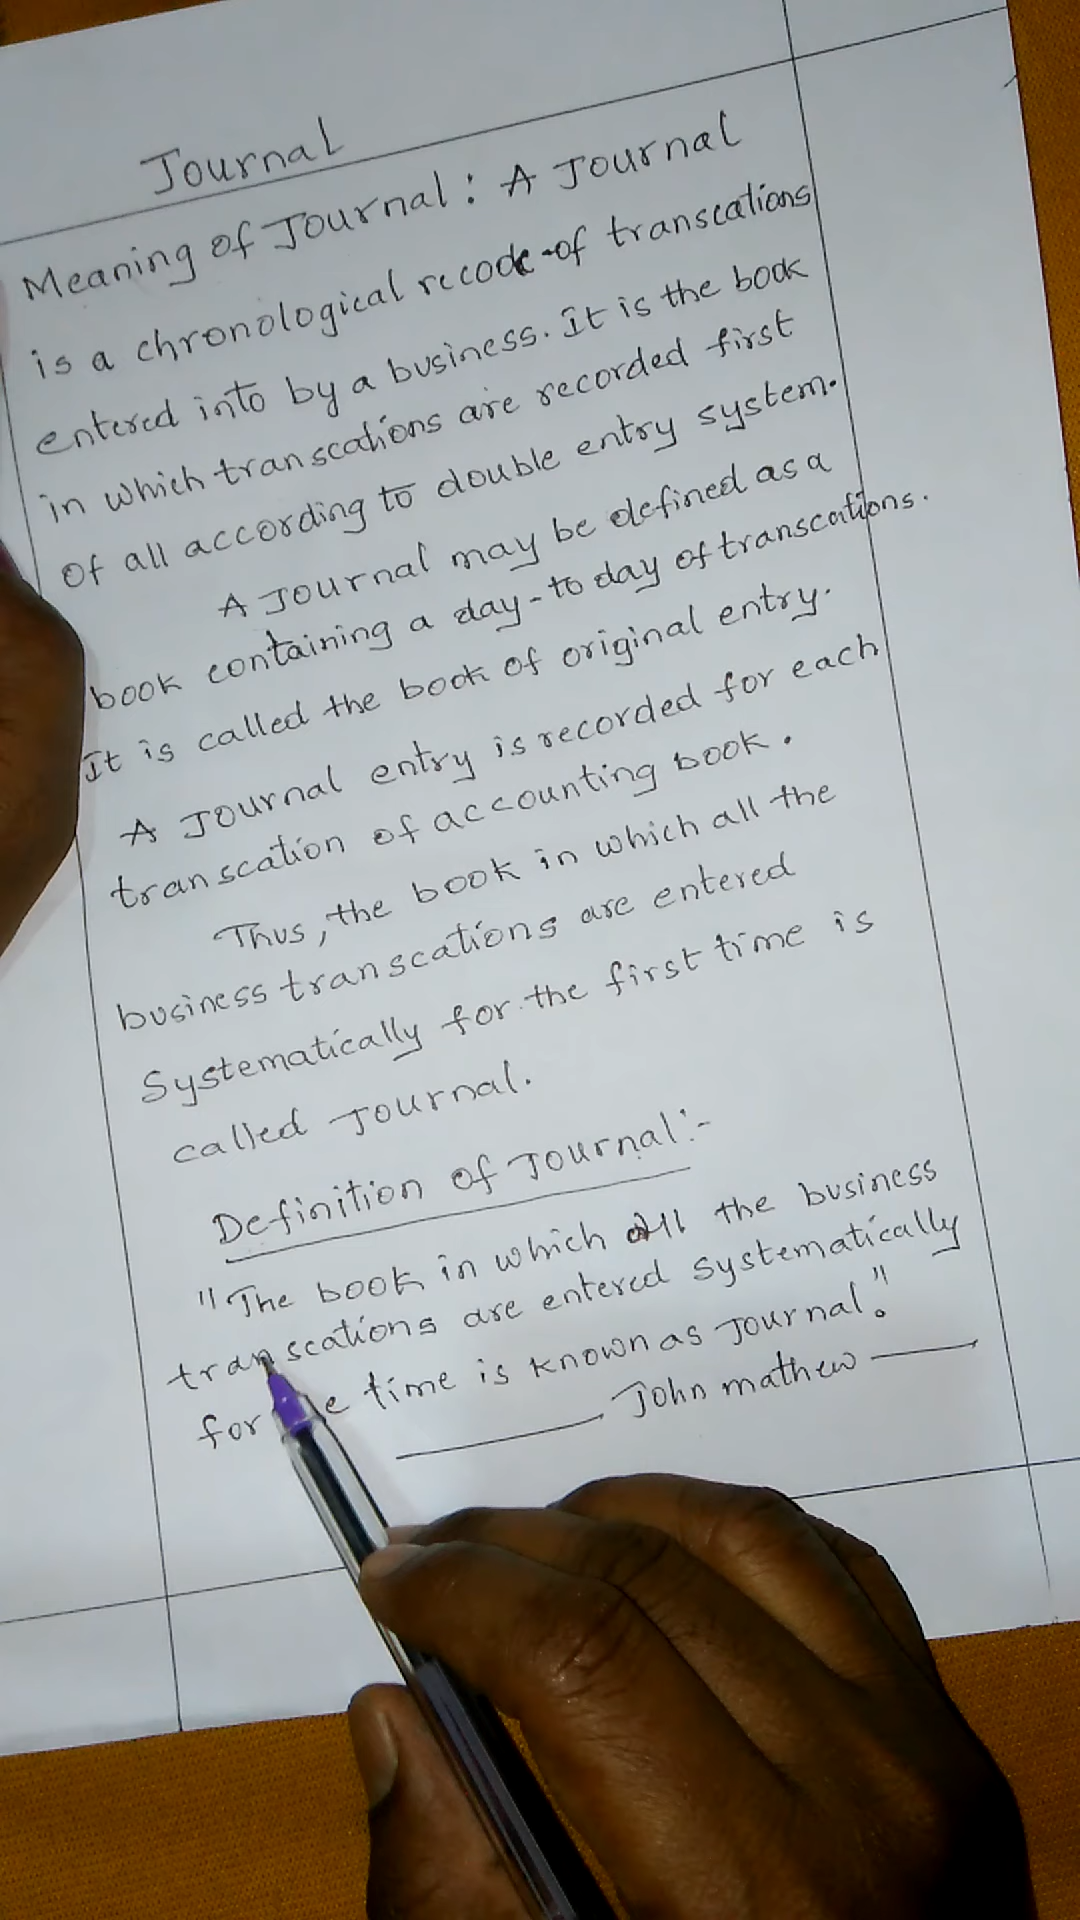 Journal
Meaning of Journal: A Journal
is a chronological recode of transcations
entered into by a business. It is the book
in which transcations are recorded first
of all according to double entry system.
A Journal may be defined as a
book containing a day-to day of transcations.
It is called the book of original entry.
A Journal entry is recorded for each
transcation of accounting book.
Thus, the book in which all the
business transcations are entered
Systematically for the first time is
called Journal.
Definition of Journal:-
"The book in which all the business
transcations are entered systematically
for time is known as Journal."
John mathew